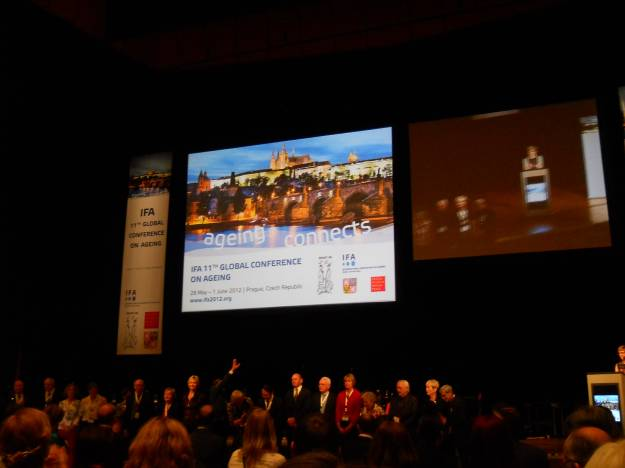 IFA
11TH GLOBAL
CONFERENCE
ON AGEING
IFA
ageing connects
IFA 11TH GLOBAL CONFERENCE
ON AGEING
28 May – 1 June 2012 | Prague, Czech Republic
www.ifa2012.org
IFA